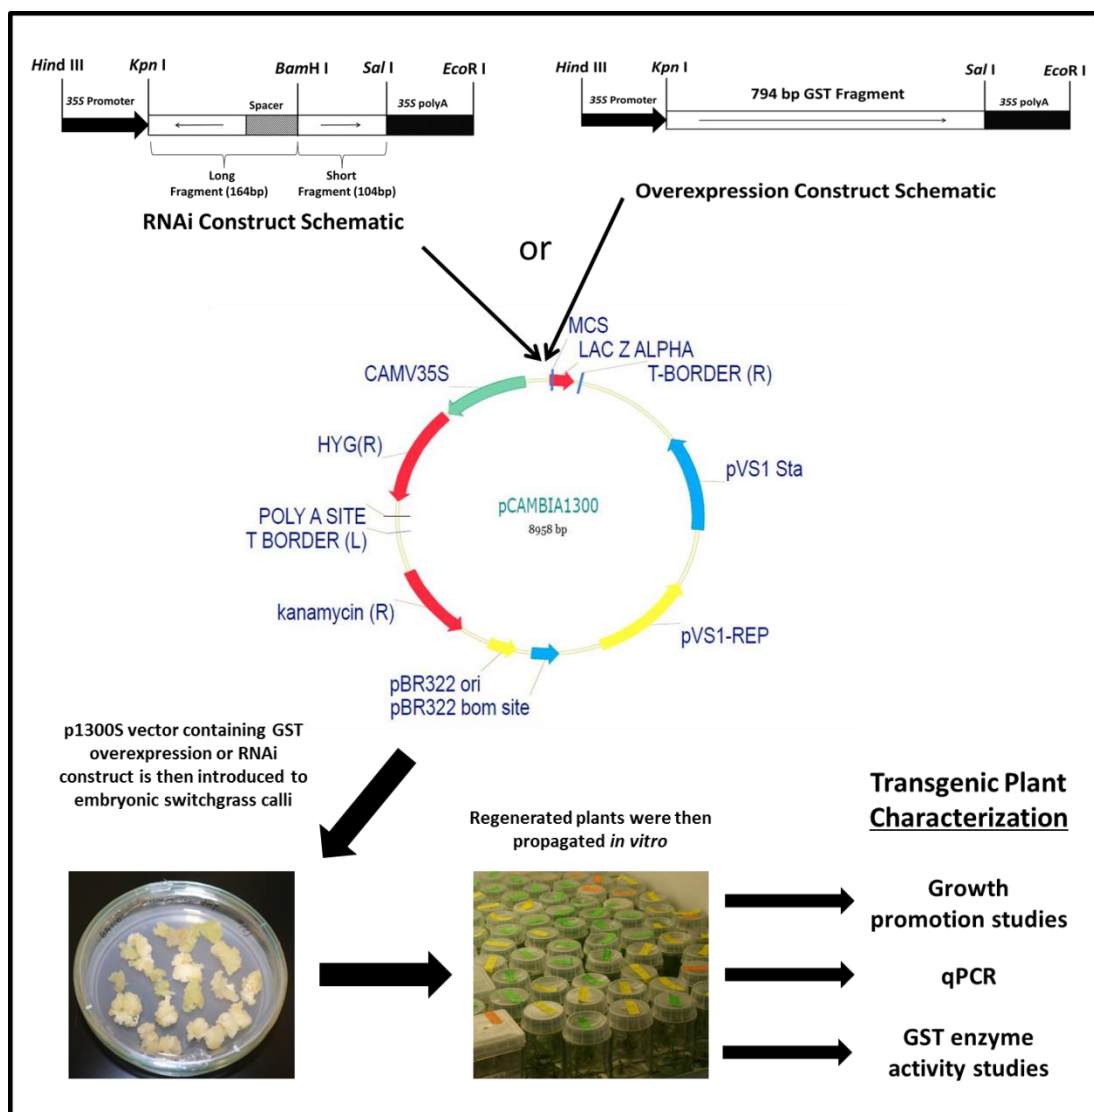 Hind III
Kpn I
BamH I
Sal I
EcoR I
35S Promoter
Spacer
35S polyA
Long
Fragment (164bp)
Short
Fragment (104bp)
RNAi Construct Schematic
Hind III
Kpn I
Sal I
EcoR I
35S Promoter
794 bp GST Fragment
35S polyA
Overexpression Construct Schematic
or
MCS
LAC Z ALPHA
T-BORDER (R)
CAMV35S
HYG(R)
pVS1 Sta
POLY A SITE
T BORDER (L)
pCAMBIA1300
8958 bp
kanamycin (R)
pVS1-REP
pBR322 ori
pBR322 bom site
p1300S vector containing GST
overexpression or RNAi
construct is then introduced to
embryonic switchgrass calli
Regenerated plants were then
propagated in vitro
Transgenic Plant
Characterization
Growth
promotion studies
qPCR
GST enzyme
activity studies